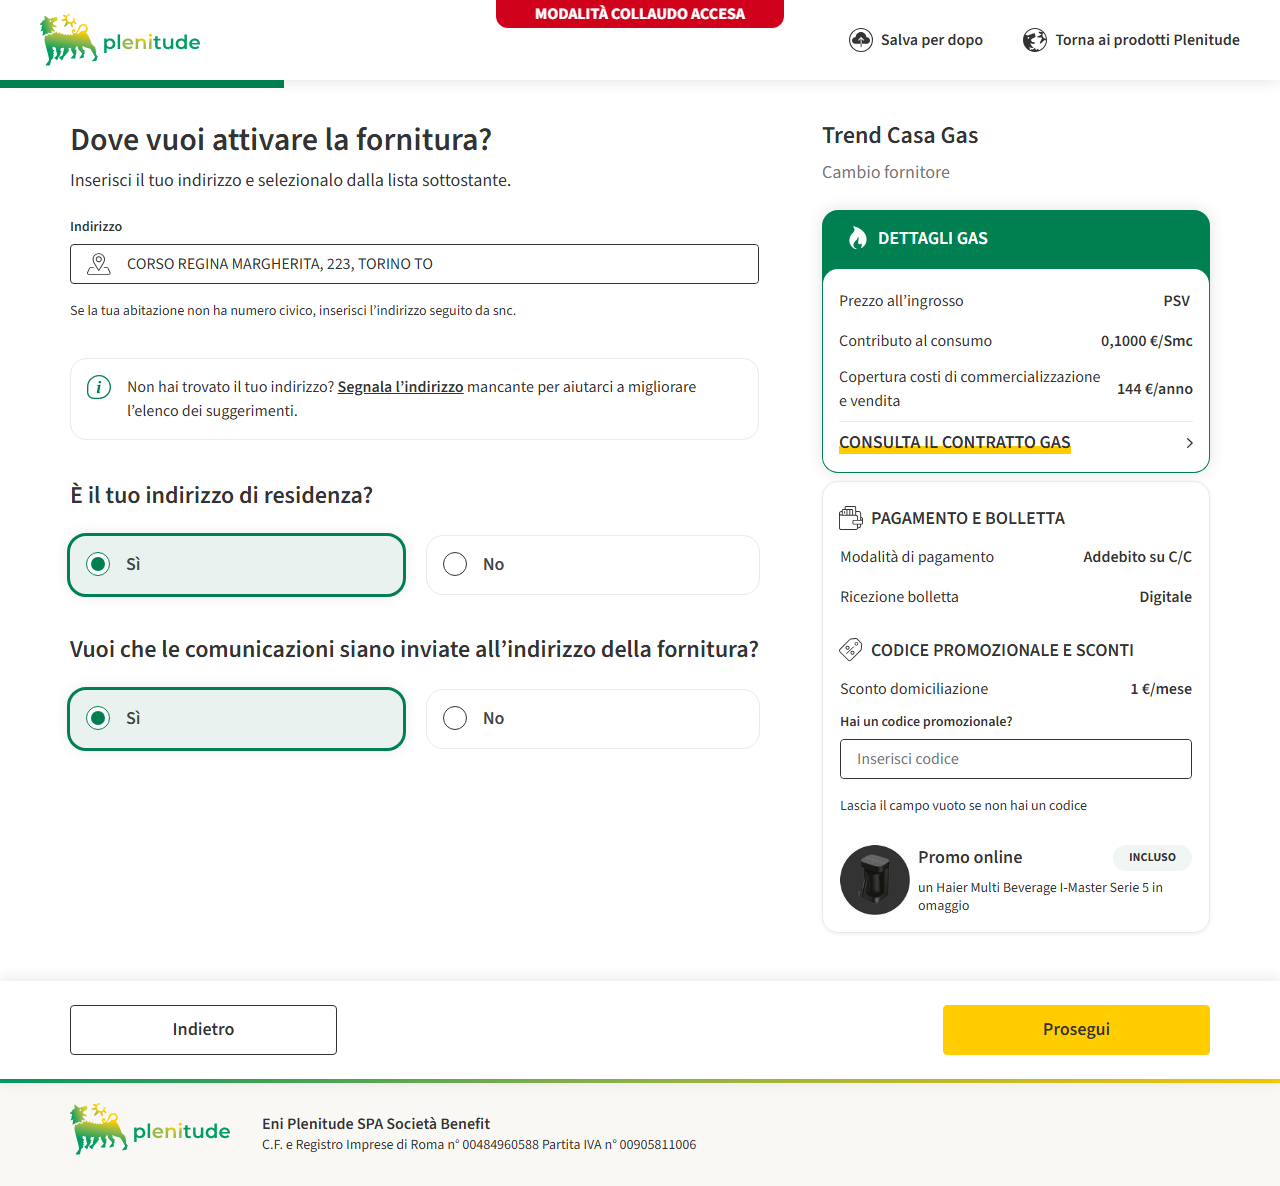 MODALITÀ COLLAUDO ACCESA
plenitude
Salva per dopo
Torna ai prodotti Plenitude
Dove vuoi attivare la fornitura?
Inserisci il tuo indirizzo e selezionalo dalla lista sottostante.
Indirizzo
CORSO REGINA MARGHERITA, 223, TORINO TO
Se la tua abitazione non ha numero civico, inserisci l’indirizzo seguito da snc.
Non hai trovato il tuo indirizzo? Segnala l’indirizzo mancante per aiutarci a migliorare
l’elenco dei suggerimenti.
È il tuo indirizzo di residenza?
Sì
No
Vuoi che le comunicazioni siano inviate all’indirizzo della fornitura?
Sì
No
Trend Casa Gas
Cambio fornitore
DETTAGLI GAS
Prezzo all’ingrosso PSV
Contributo al consumo 0,1000 €/Smc
Copertura costi di commercializzazione
e vendita 144 €/anno
CONSULTA IL CONTRATTO GAS
PAGAMENTO E BOLLETTA
Modalità di pagamento Addebito su C/C
Ricezione bolletta Digitale
CODICE PROMOZIONALE E SCONTI
Sconto domiciliazione 1 €/mese
Hai un codice promozionale?
Inserisci codice
Lascia il campo vuoto se non hai un codice
Promo online INCLUSO
un Haier Multi Beverage I-Master Serie 5 in
omaggio
Indietro
Prosegui
plenitude
Eni Plenitude SPA Società Benefit
C.F. e Registro Imprese di Roma n° 00484960588 Partita IVA n° 00905811006